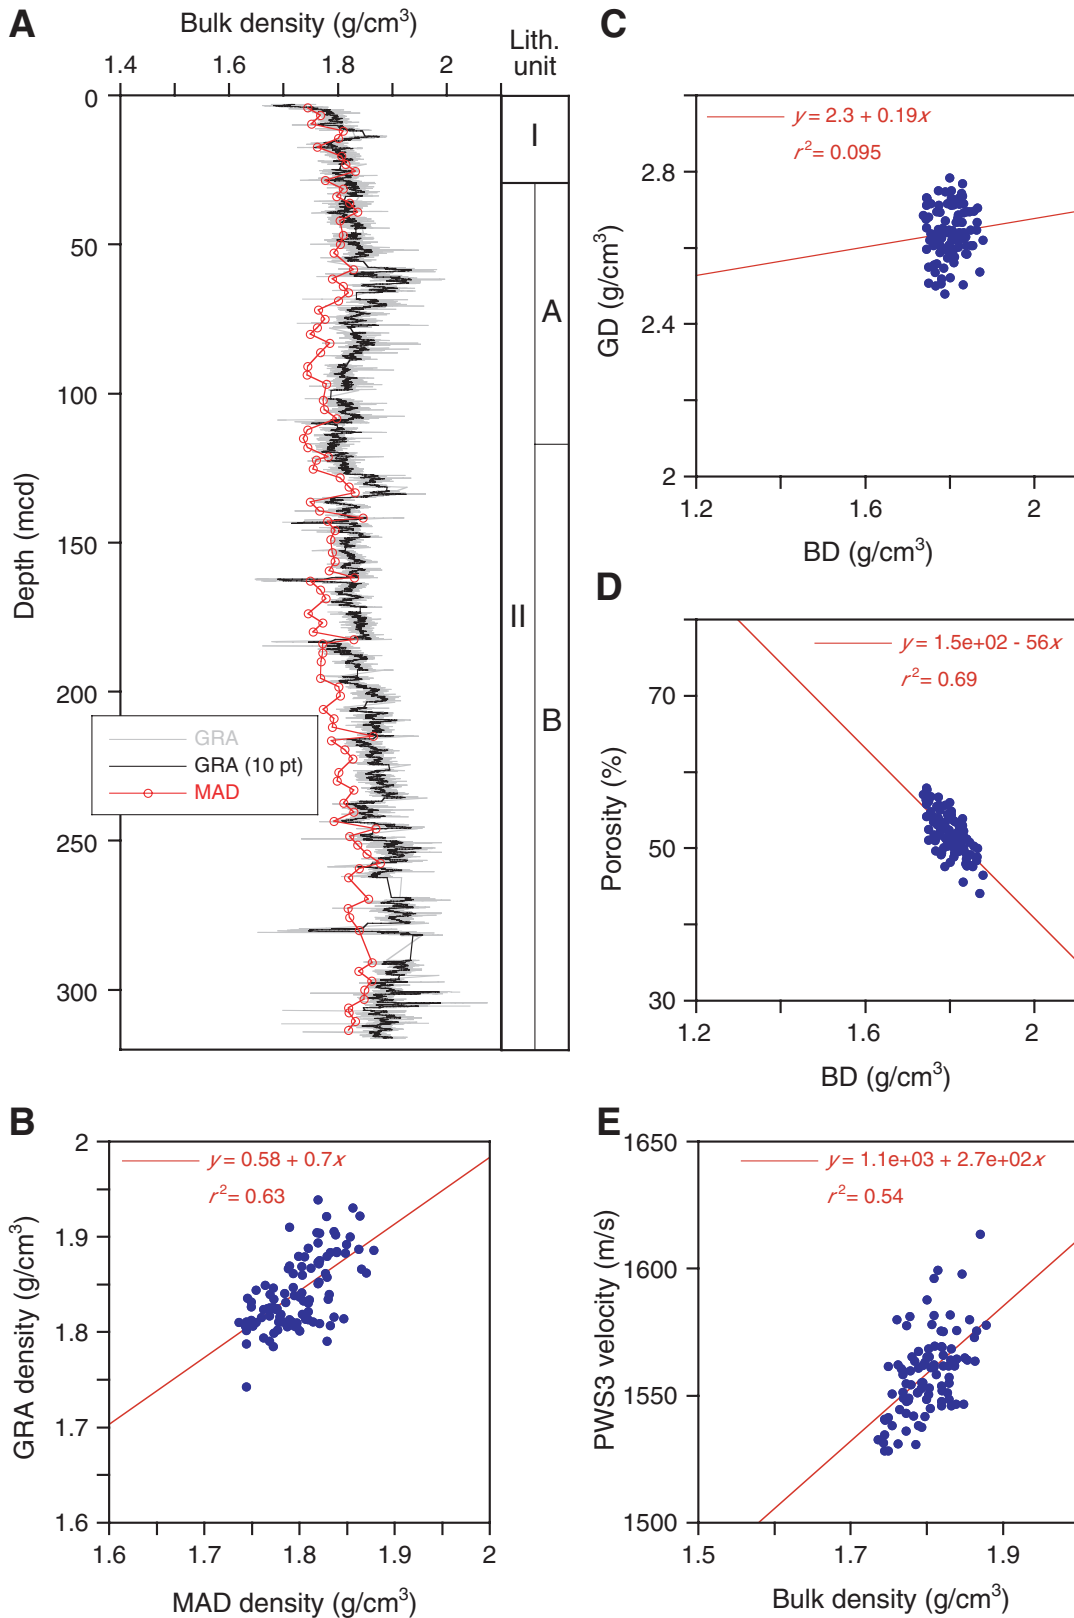 A
Bulk density (g/cm³)
1.4 1.6 1.8 2
Lith.
unit
0
50
100
150
200
250
300
Depth (mcd)
I
A
II
B
GRA
GRA (10 pt)
MAD
B
y = 0.58 + 0.7x
r² = 0.63
2
1.9
1.8
1.7
1.6
GRA density (g/cm³)
1.6 1.7 1.8 1.9 2
MAD density (g/cm³)
C
y = 2.3 + 0.19x
r² = 0.095
2.8
2.4
2
GD (g/cm³)
1.2 1.6 2
BD (g/cm³)
D
y = 1.5e+02 - 56x
r² = 0.69
70
50
30
Porosity (%)
1.2 1.6 2
BD (g/cm³)
E
y = 1.1e+03 + 2.7e+02x
r² = 0.54
1650
1600
1550
1500
PWS3 velocity (m/s)
1.5 1.7 1.9
Bulk density (g/cm³)